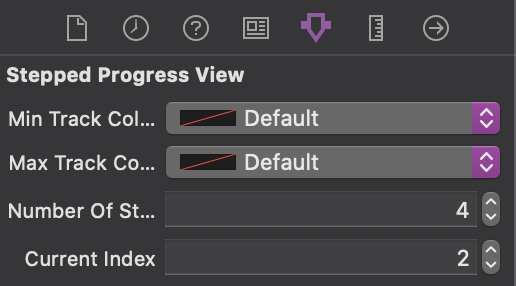 Stepped Progress View
Min Track Col... Default
Max Track Co... Default
Number Of St... 4
Current Index 2